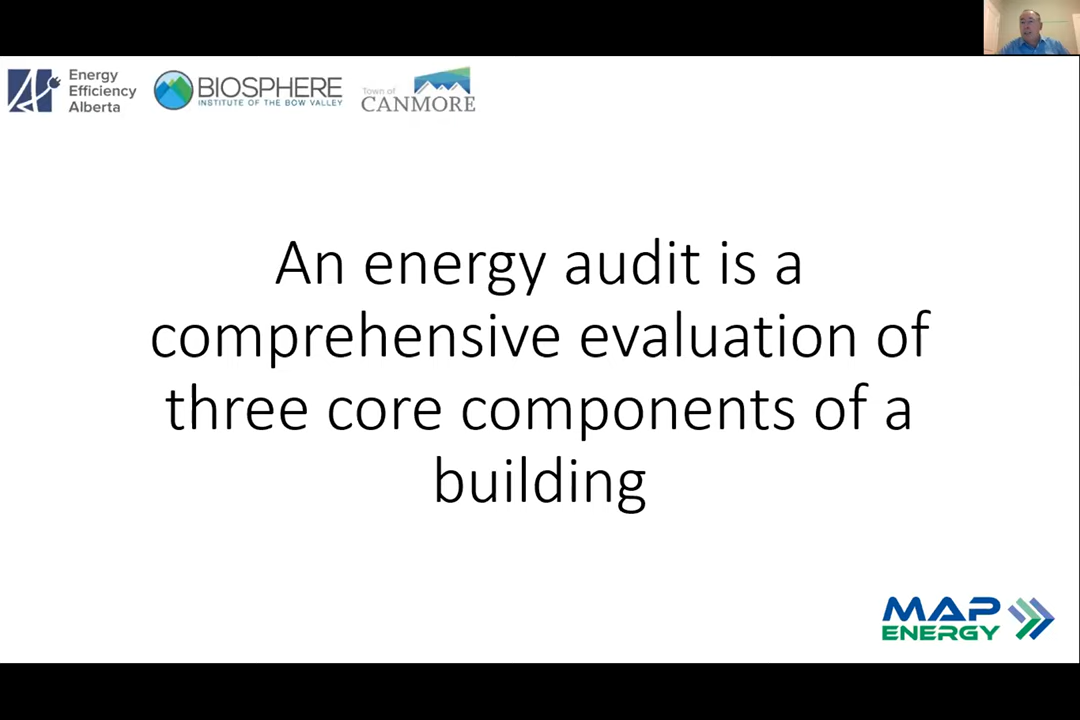 Energy
Efficiency
Alberta
BIOSPHERE
INSTITUTE OF THE BOW VALLEY
Town of
CANMORE
An energy audit is a
comprehensive evaluation of
three core components of a
building
MAP
ENERGY